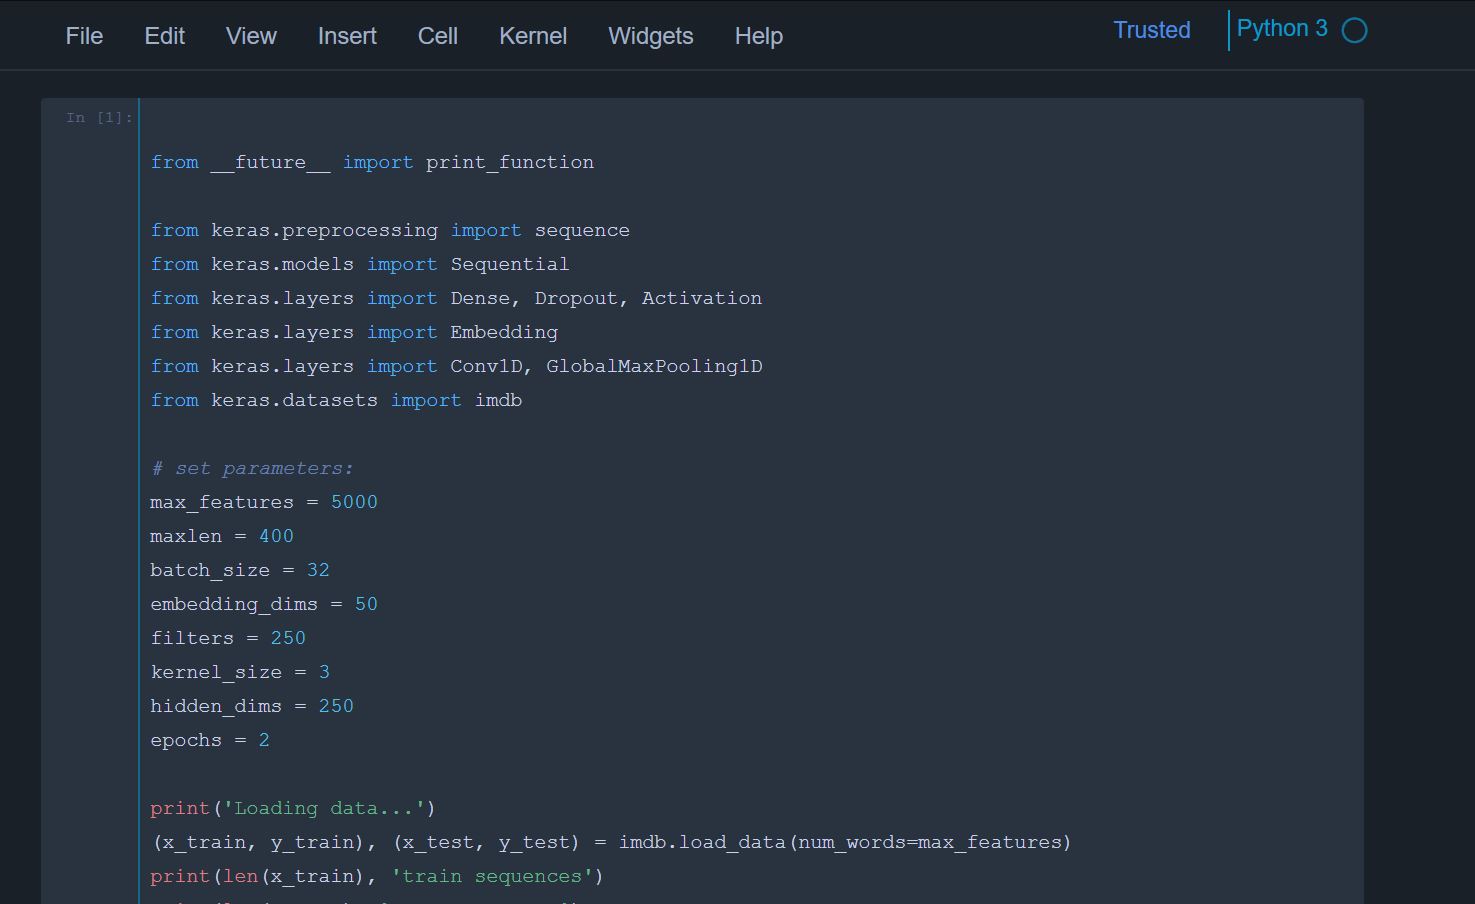 File Edit View Insert Cell Kernel Widgets Help Trusted Python 3
In [1]:
from __future__ import print_function
from keras.preprocessing import sequence
from keras.models import Sequential
from keras.layers import Dense, Dropout, Activation
from keras.layers import Embedding
from keras.layers import Conv1D, GlobalMaxPooling1D
from keras.datasets import imdb
# set parameters:
max_features = 5000
maxlen = 400
batch_size = 32
embedding_dims = 50
filters = 250
kernel_size = 3
hidden_dims = 250
epochs = 2
print('Loading data...')
(x_train, y_train), (x_test, y_test) = imdb.load_data(num_words=max_features)
print(len(x_train), 'train sequences')